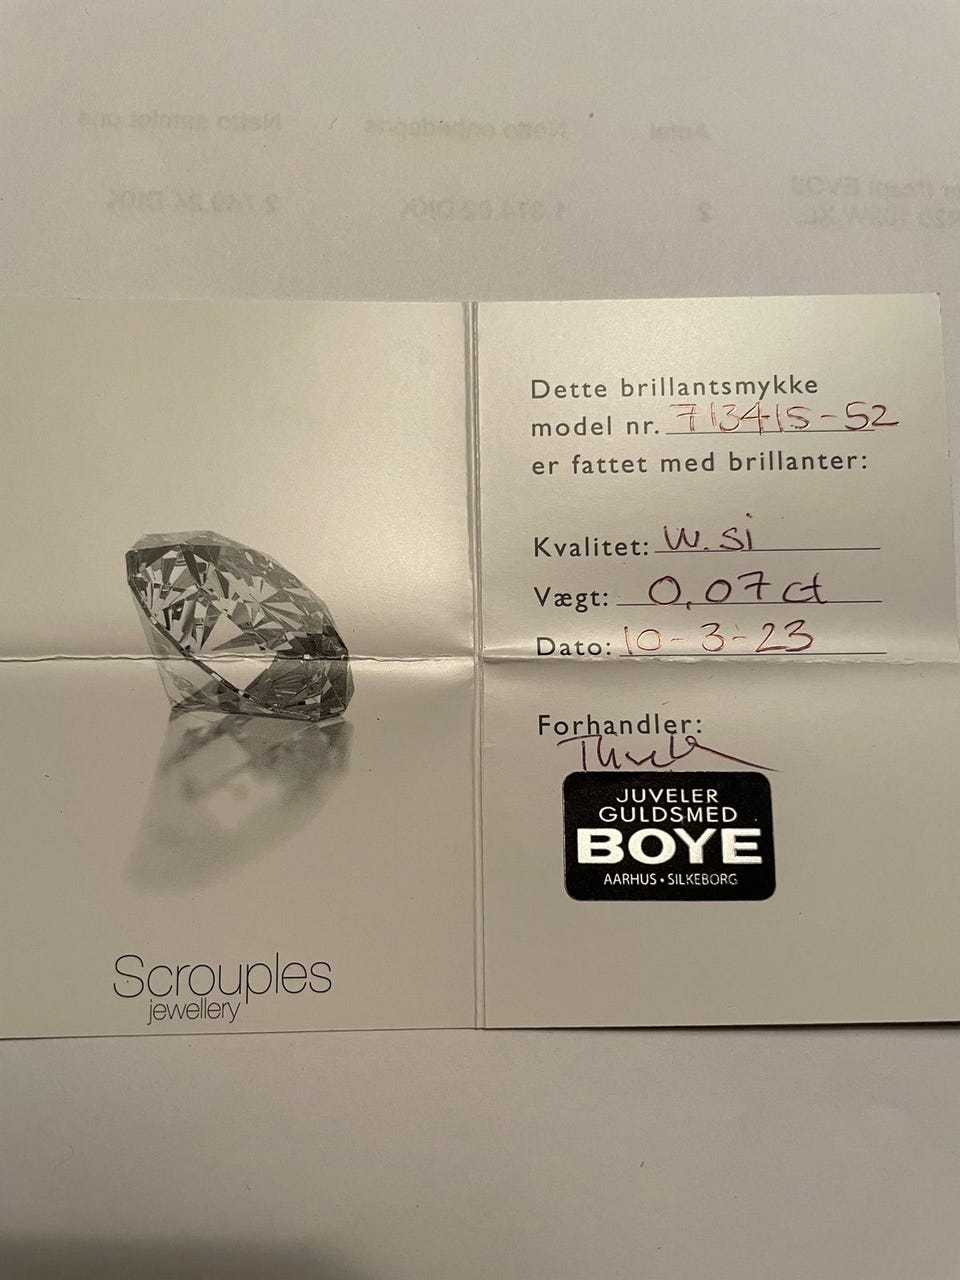 Dette brillantsmykke
model nr. 713415-52
er fattet med brillanter:
Kvalitet: W. Si
Vægt: 0,07 ct
Dato: 10-3-23
Forhandler:
JUVELER
GULDSMED
BOYE
AARHUS • SILKEBORG
Scrouples
jewellery